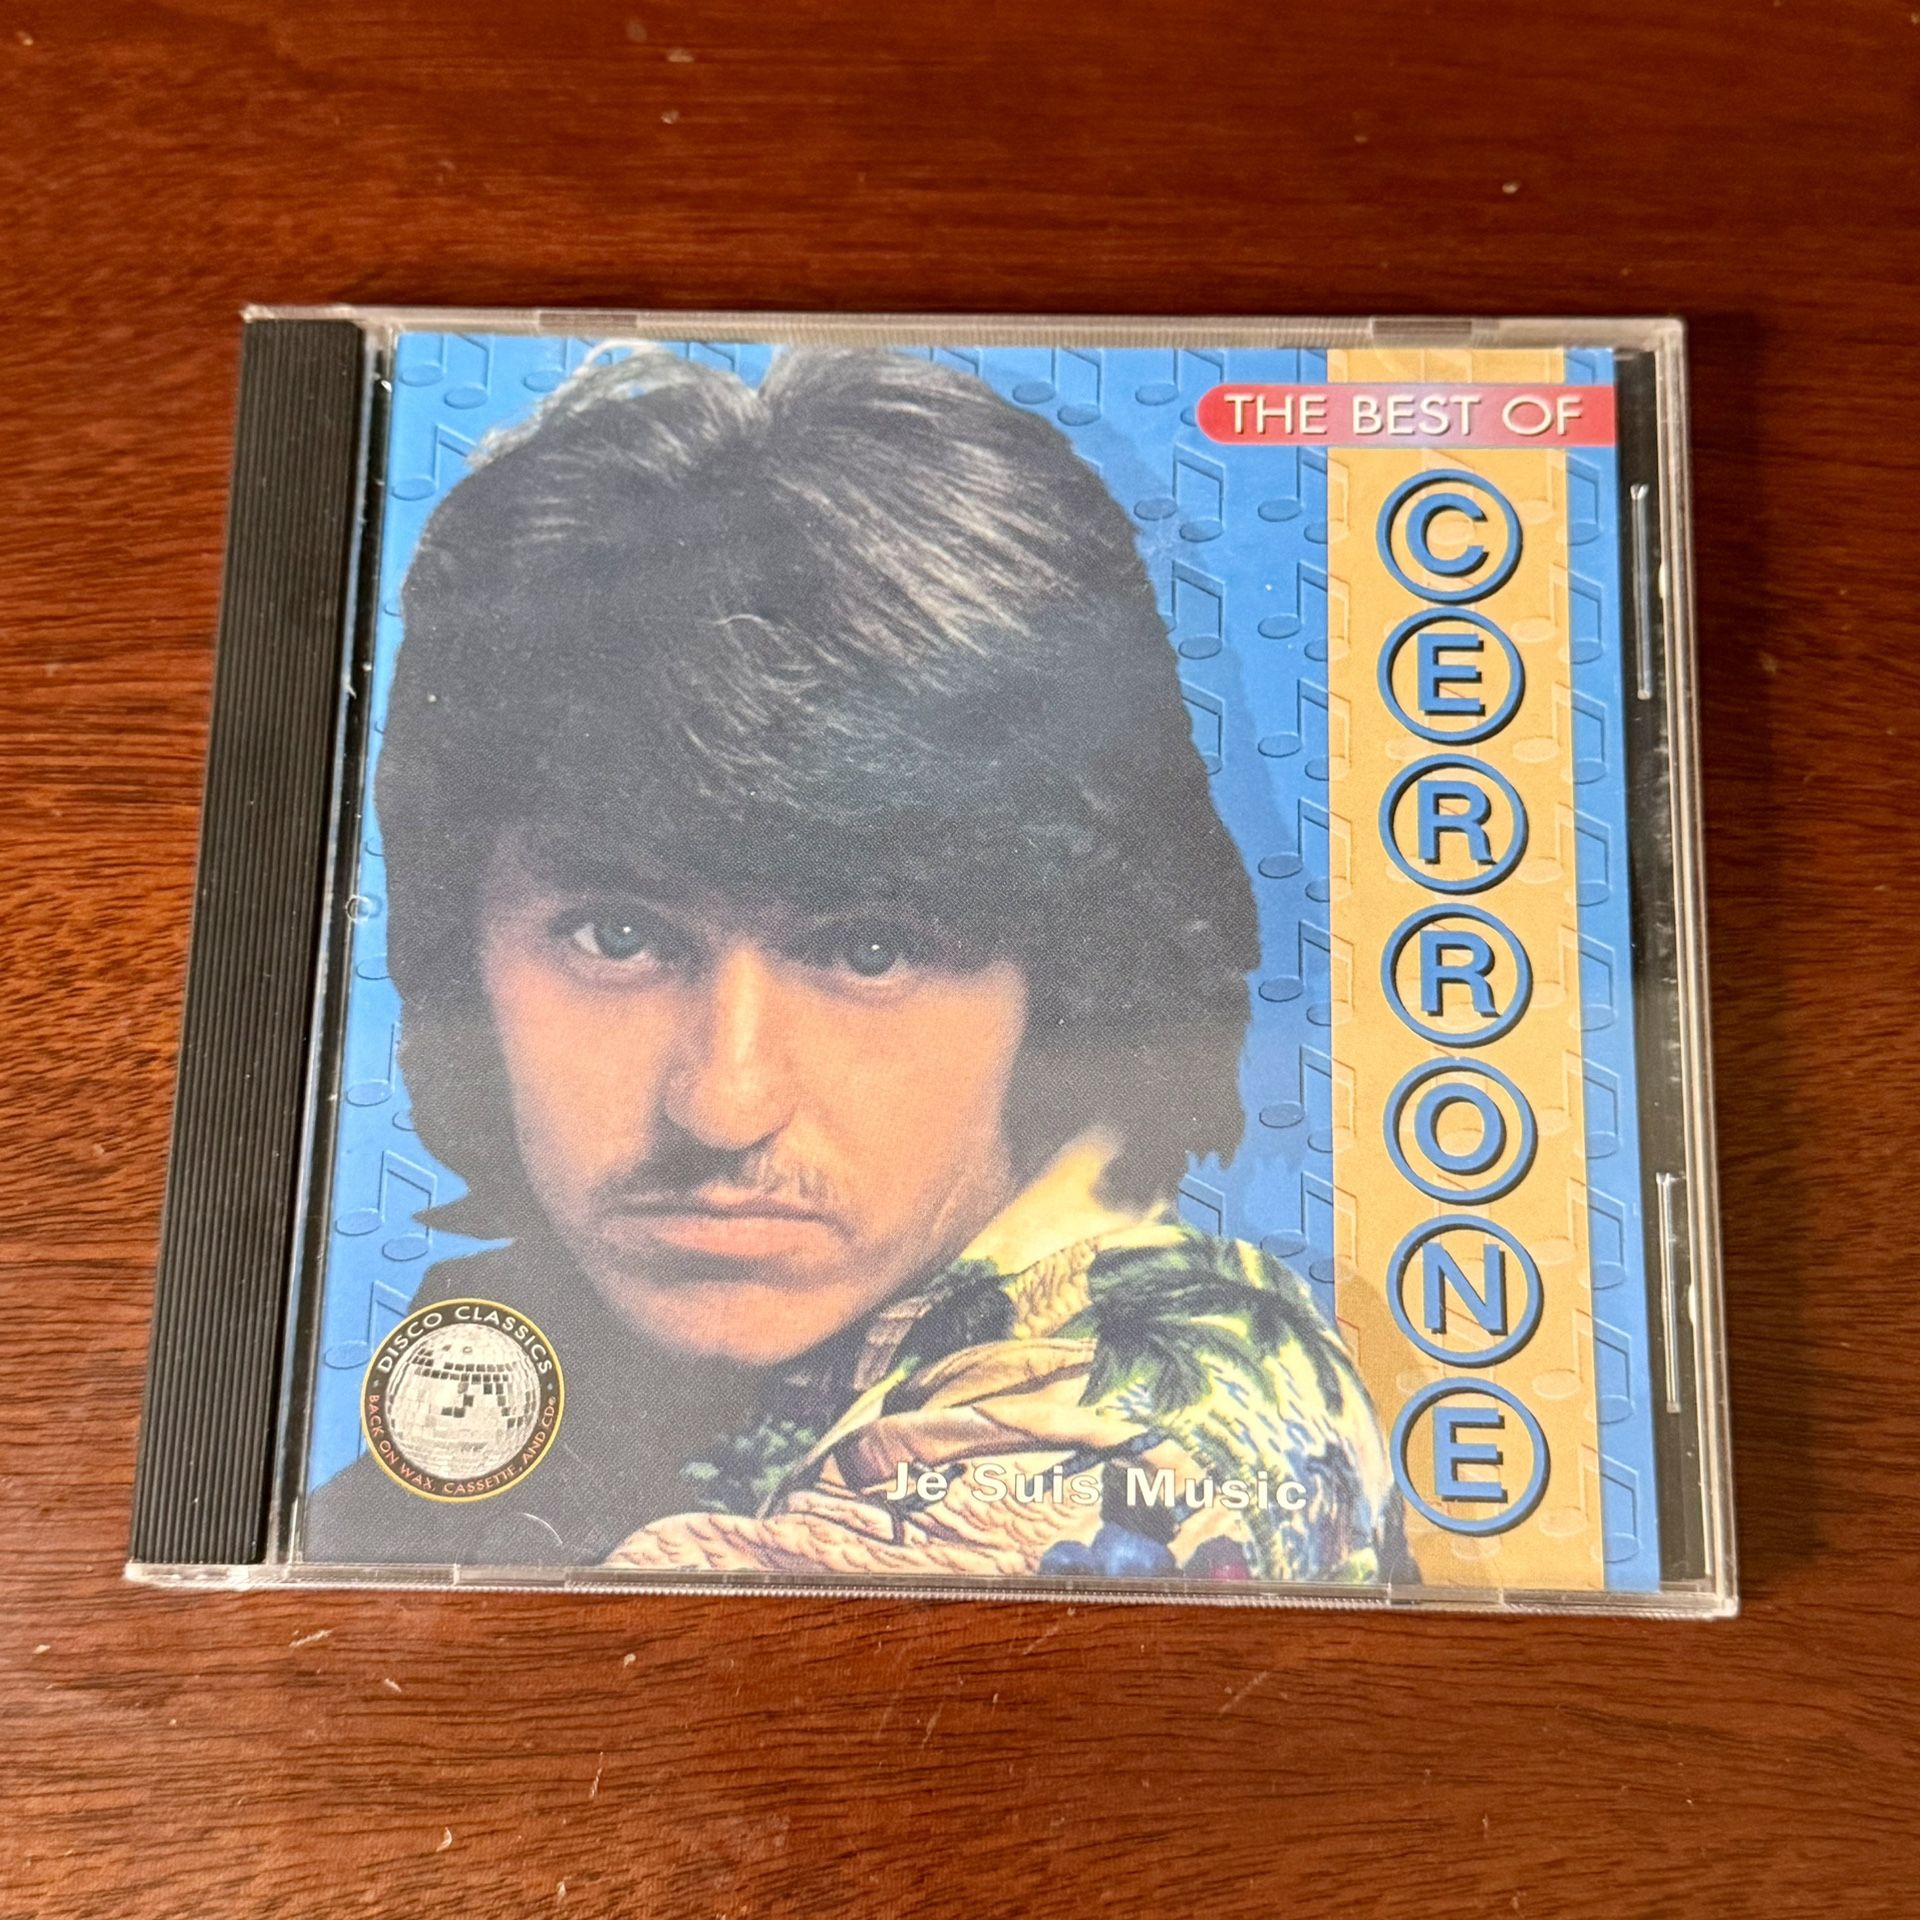 THE BEST OF
CERRONE
DISCO CLASSICS
BACK ON WAX, CASSETTE, AND CDs
Je Suis Music